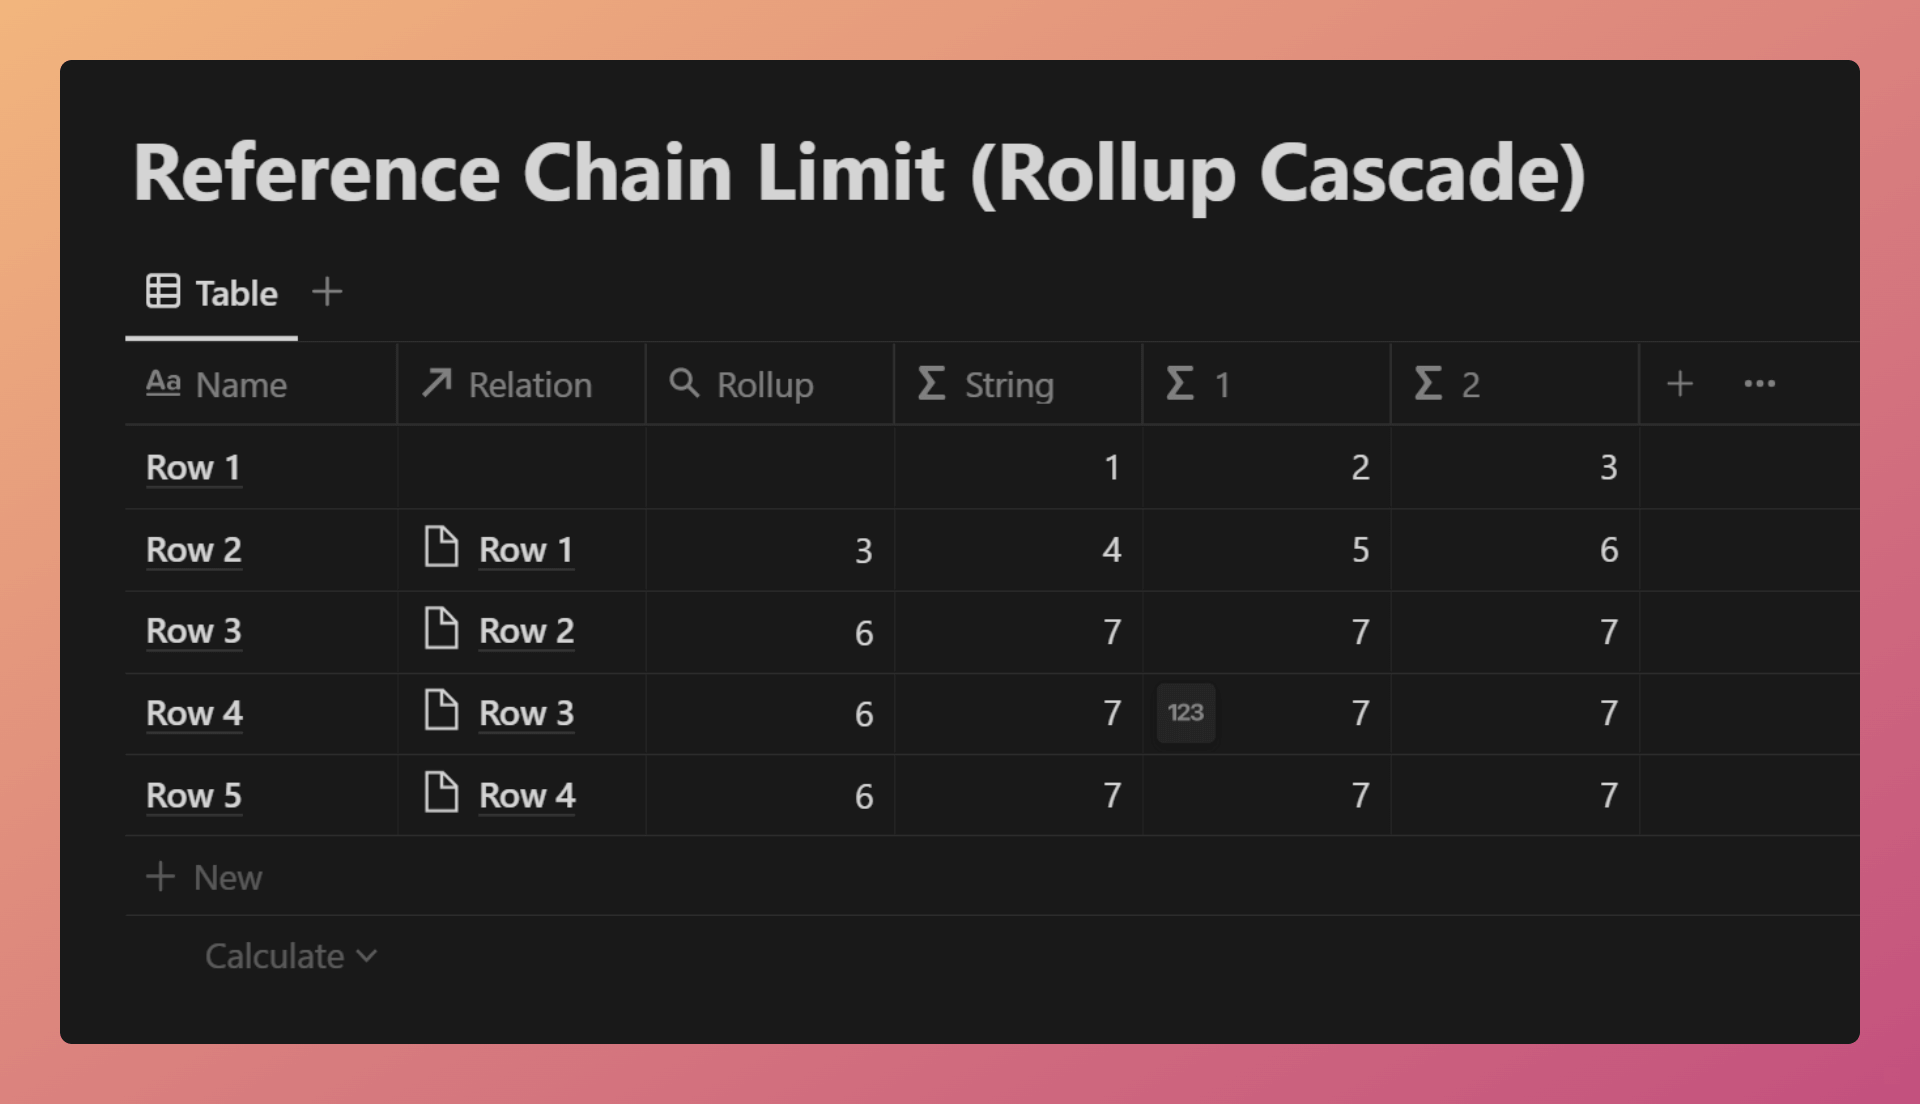 Reference Chain Limit (Rollup Cascade)
Table
Aa Name Relation Rollup Σ String Σ 1 Σ 2
Row 1 1 2 3
Row 2 Row 1 3 4 5 6
Row 3 Row 2 6 7 7 7
Row 4 Row 3 6 7 123 7 7
Row 5 Row 4 6 7 7 7
New
Calculate